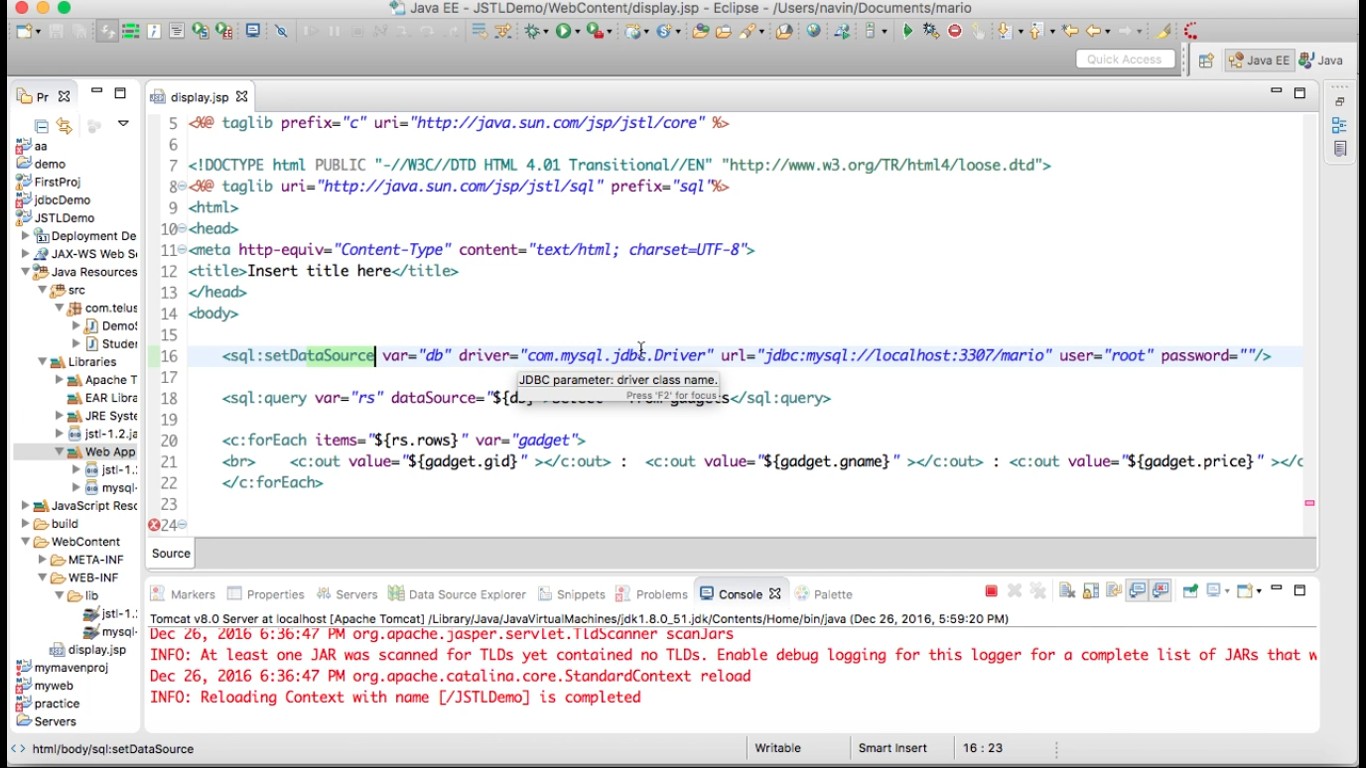 Java EE - JSTLDemo/WebContent/display.jsp - Eclipse - /Users/navin/Documents/mario
Quick Access
Java EE
Java
Pr
display.jsp
aa
demo
FirstProj
jdbcDemo
JSTLDemo
Deployment De
JAX-WS Web S
Java Resources
src
com.telus
Demo
Stude
Libraries
Apache T
EAR Libra
JRE Syste
jstl-1.2.ja
Web App
jstl-1.
mysql-
JavaScript Reso
build
WebContent
META-INF
WEB-INF
lib
jstl-1.
mysql-
display.jsp
mymavenproj
myweb
practice
Servers
5 <%@ taglib prefix="c" uri="http://java.sun.com/jsp/jstl/core" %>
6
7 <!DOCTYPE html PUBLIC "-//W3C//DTD HTML 4.01 Transitional//EN" "http://www.w3.org/TR/html4/loose.dtd">
8 <%@ taglib uri="http://java.sun.com/jsp/jstl/sql" prefix="sql"%>
9 <html>
10 <head>
11 <meta http-equiv="Content-Type" content="text/html; charset=UTF-8">
12 <title>Insert title here</title>
13 </head>
14 <body>
15
16 <sql:setDataSource var="db" driver="com.mysql.jdbc.Driver" url="jdbc:mysql://localhost:3307/mario" user="root" password=""/>
JDBC parameter: driver class name.
Press 'F2' for focus
17
18 <sql:query var="rs" dataSource="${d from gadgets</sql:query>
19
20 <c:forEach items="${rs.rows}" var="gadget">
21 <br> <c:out value="${gadget.gid}" ></c:out> : <c:out value="${gadget.gname}" ></c:out> : <c:out value="${gadget.price}" ></c
22 </c:forEach>
23
24
Source
Markers
Properties
Servers
Data Source Explorer
Snippets
Problems
Console
Palette
Tomcat v8.0 Server at localhost [Apache Tomcat] /Library/Java/JavaVirtualMachines/jdk1.8.0_51.jdk/Contents/Home/bin/java (Dec 26, 2016, 5:59:20 PM)
Dec 26, 2016 6:36:47 PM org.apache.jasper.servlet.TldScanner scanJars
INFO: At least one JAR was scanned for TLDs yet contained no TLDs. Enable debug logging for this logger for a complete list of JARs that w
Dec 26, 2016 6:36:47 PM org.apache.catalina.core.StandardContext reload
INFO: Reloading Context with name [/JSTLDemo] is completed
html/body/sql:setDataSource
Writable
Smart Insert
16 : 23